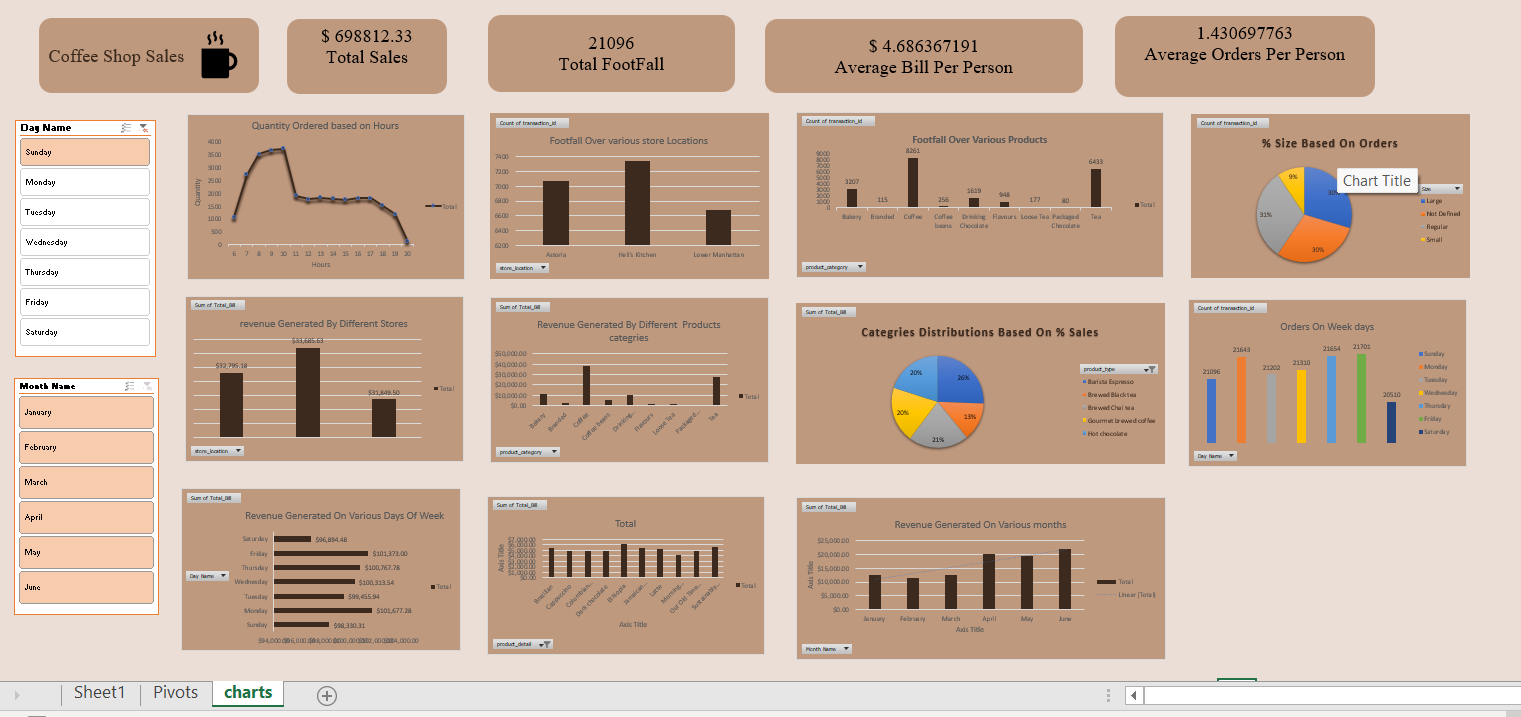 Coffee Shop Sales
$ 698812.33
Total Sales
21096
Total FootFall
$ 4.686367191
Average Bill Per Person
1.430697763
Average Orders Per Person
Day Name
Sunday
Monday
Tuesday
Wednesday
Thursday
Friday
Saturday
Month Name
January
February
March
April
May
June
Quantity Ordered based on Hours
4000
3500
3000
2500
2000
1500
1000
500
0
Quantity
6 7 8 9 10 11 12 13 14 15 16 17 18 19 20
Hours
Total
Count of transaction_id
Footfall Over various store Locations
7400
7200
7000
6800
6600
6400
6200
Astoria Hell's Kitchen Lower Manhattan
store_location
Count of transaction_id
Footfall Over Various Products
9000
8000
7000
6000
5000
4000
3000
2000
1000
0
3207 115 8261 256 1619 948 177 80 6433
Bakery Branded Coffee Coffee beans Drinking Chocolate Flavours Loose Tea Packaged Chocolate Tea
Total
product_category
Count of transaction_id
% Size Based On Orders
Chart Title
9%
30%
31%
30%
Size
Large
Not Defined
Regular
Small
Sum of Total_Bill
revenue Generated By Different Stores
$32,795.18
$33,685.63
$31,849.50
Total
store_location
Sum of Total_Bill
Revenue Generated By Different Products
categries
$50,000.00
$40,000.00
$30,000.00
$20,000.00
$10,000.00
$0.00
Bakery Branded Coffee Coffee beans Drinking... Flavours Loose Tea Packaged... Tea
Total
product_category
Sum of Total_Bill
Categries Distributions Based On % Sales
20%
26%
20%
13%
21%
product_type
Barista Espresso
Brewed Black tea
Brewed Chai tea
Gourmet brewed coffee
Hot chocolate
Count of transaction_id
Orders On Week days
21096 21643 21202 21310 21654 21701 20510
Sunday
Monday
Tuesday
Wednesday
Thursday
Friday
Saturday
Day Name
Sum of Total_Bill
Revenue Generated On Various Days Of Week
Saturday $96,894.48
Friday $101,373.00
Thursday $100,767.78
Wednesday $100,313.54
Tuesday $99,455.94
Monday $101,677.28
Sunday $98,330.31
Day Name
Total
Sum of Total_Bill
Total
$7,000.00
$6,000.00
$5,000.00
$4,000.00
$3,000.00
$2,000.00
$1,000.00
$0.00
Axis Title
Brazilian... Cappuccino Columbian... Dark chocolate Ethiopia Jamaican... Latte Morning... Our Old Time... Sustainably...
Axis Title
Total
product_detail
Sum of Total_Bill
Revenue Generated On Various months
$25,000.00
$20,000.00
$15,000.00
$10,000.00
$5,000.00
$0.00
Axis Title
January February March April May June
Axis Title
Total
Linear (Total)
Month Name
Sheet1 Pivots charts